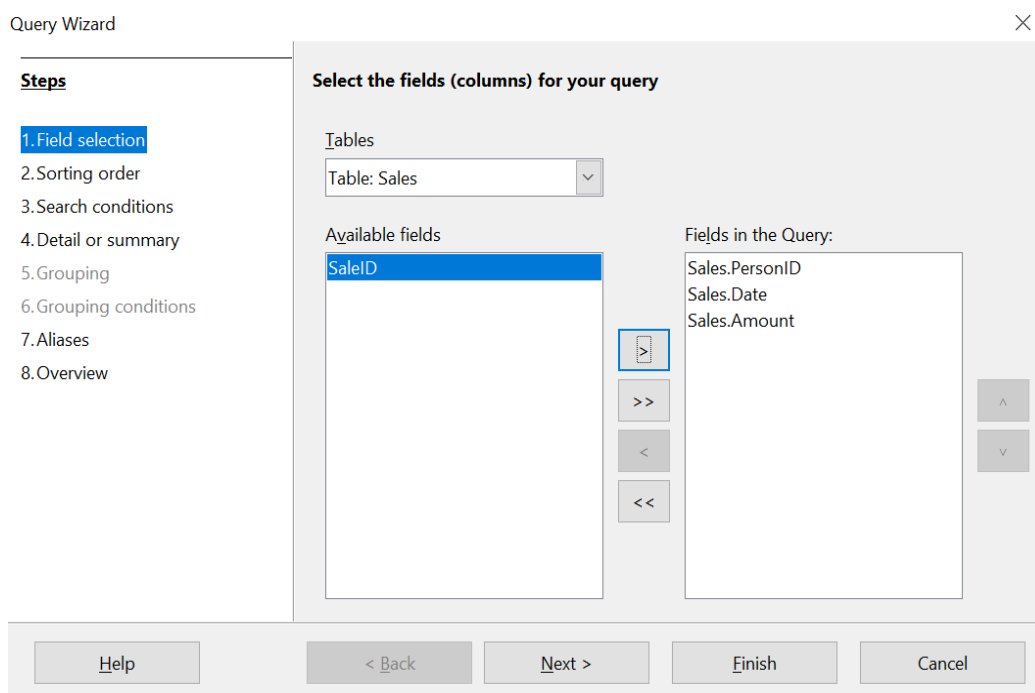 Query Wizard
Steps
1.Field selection
2.Sorting order
3.Search conditions
4.Detail or summary
5.Grouping
6.Grouping conditions
7.Aliases
8.Overview
Select the fields (columns) for your query
Tables
Table: Sales
Available fields
SaleID
>
>>
<
<<
Fields in the Query:
Sales.PersonID
Sales.Date
Sales.Amount
˄
˅
Help
< Back
Next >
Finish
Cancel